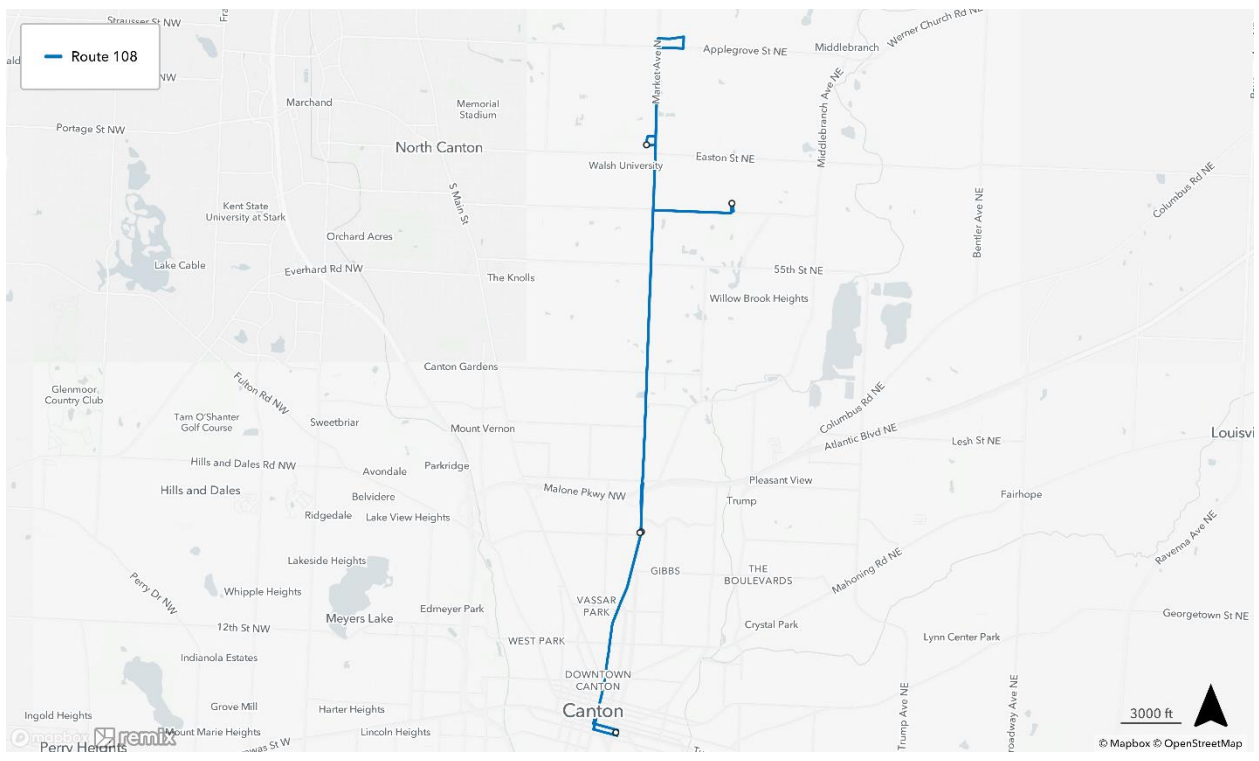 Strausser St NW
Route 108
Market Ave N
Applegrove St NE
Middlebranch
Werner Church Rd NE
Marchand
Memorial
Stadium
Portage St NW
North Canton
Middlebranch Ave NE
Walsh University
Easton St NE
Columbus Rd NE
Kent State
University at Stark
S Main St
Bentler Ave NE
Orchard Acres
Lake Cable
Everhard Rd NW
The Knolls
55th St NE
Willow Brook Heights
Canton Gardens
Glenmoor
Country Club
Fulton Rd NW
Tam O'Shanter
Golf Course
Sweetbriar
Mount Vernon
Columbus Rd NE
Atlantic Blvd NE
Lesh St NE
Louisvi
Hills and Dales Rd NW
Avondale
Parkridge
Pleasant View
Hills and Dales
Belvidere
Malone Pkwy NW
Trump
Fairhope
Ridgedale
Lake View Heights
Ravenna Ave NE
Lakeside Heights
GIBBS
THE
BOULEVARDS
Mahoning Rd NE
Perry Dr NW
Whipple Heights
VASSAR
PARK
Edmeyer Park
Meyers Lake
Georgetown St NE
12th St NW
WEST PARK
Crystal Park
Lynn Center Park
Indianola Estates
DOWNTOWN
CANTON
Trump Ave NE
roadway Ave NE
Ingold Heights
Grove Mill
Harter Heights
Canton
3000 ft
mapbox
remix
Mount Marie Heights
Lincoln Heights
Perry Heights
© Mapbox © OpenStreetMap